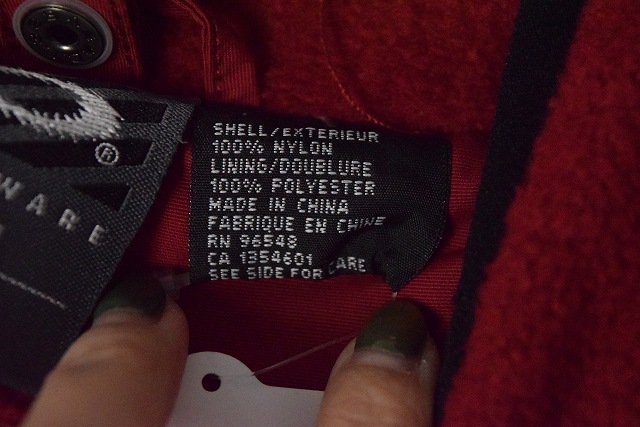 WARE
®
SHELL/EXTERIEUR
100% NYLON
LINING/DOUBLURE
100% POLYESTER
MADE IN CHINA
FABRIQUE EN CHINE
RN 96548
CA 1354601
SEE SIDE FOR CARE